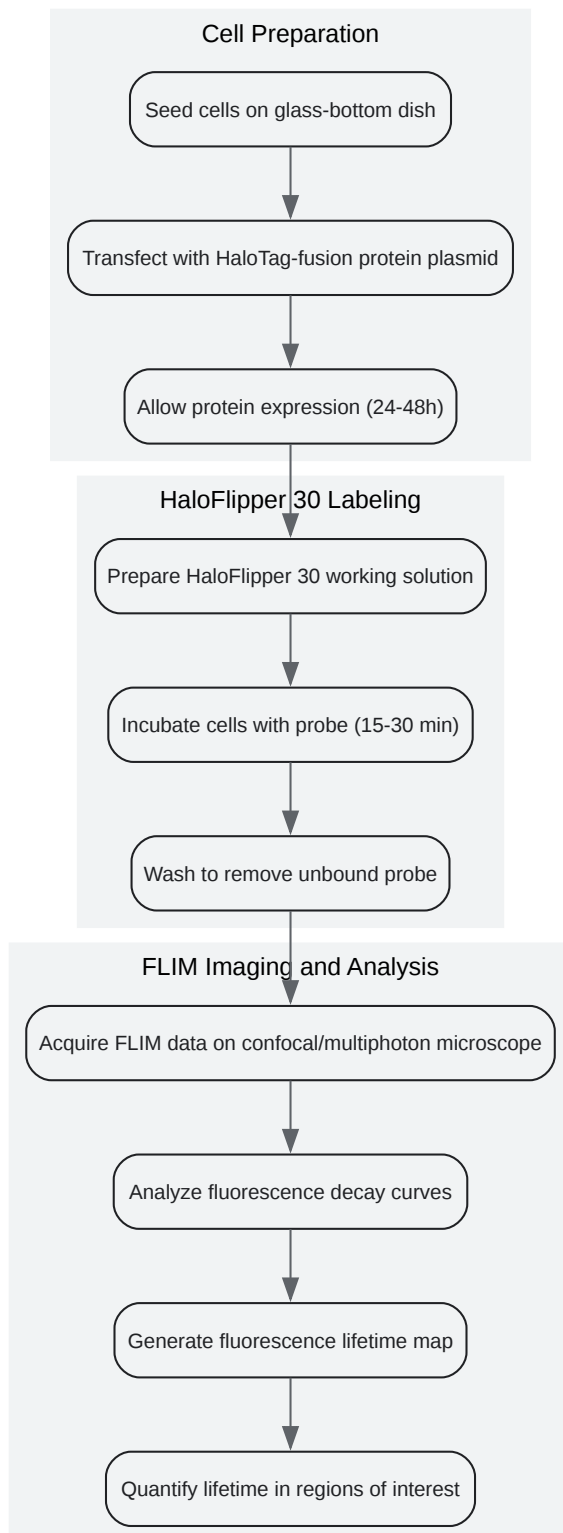 Cell Preparation
Seed cells on glass-bottom dish
Transfect with HaloTag-fusion protein plasmid
Allow protein expression (24-48h)
HaloFlipper 30 Labeling
Prepare HaloFlipper 30 working solution
Incubate cells with probe (15-30 min)
Wash to remove unbound probe
FLIM Imaging and Analysis
Acquire FLIM data on confocal/multiphoton microscope
Analyze fluorescence decay curves
Generate fluorescence lifetime map
Quantify lifetime in regions of interest